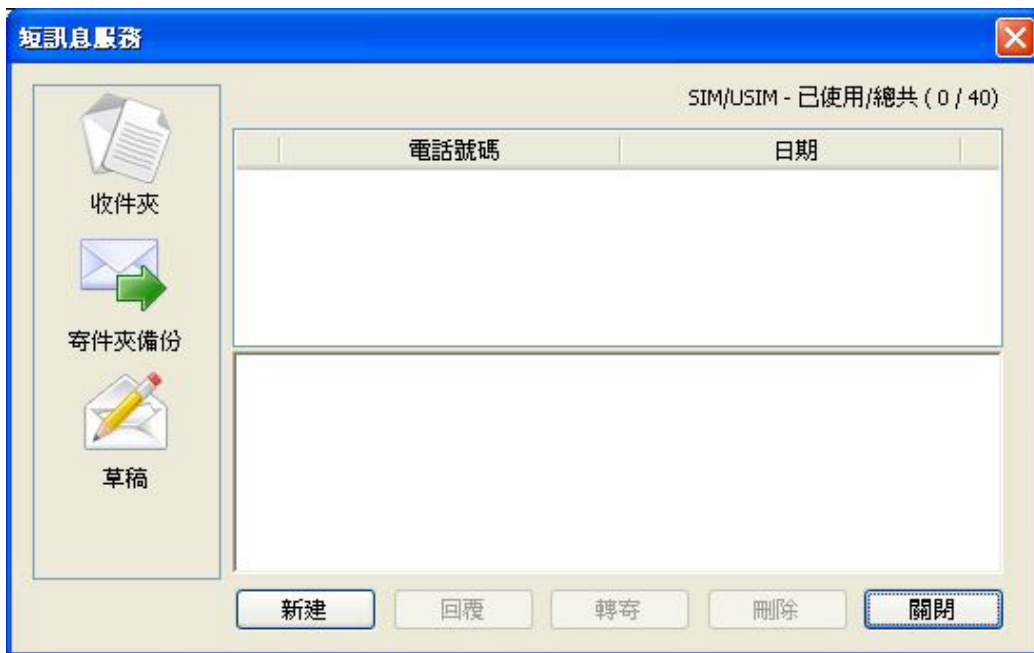 短訊息服務
SIM/USIM - 已使用/總共 ( 0 / 40)
收件夾
寄件夾備份
草稿
電話號碼 日期
新建 回覆 轉寄 刪除 關閉